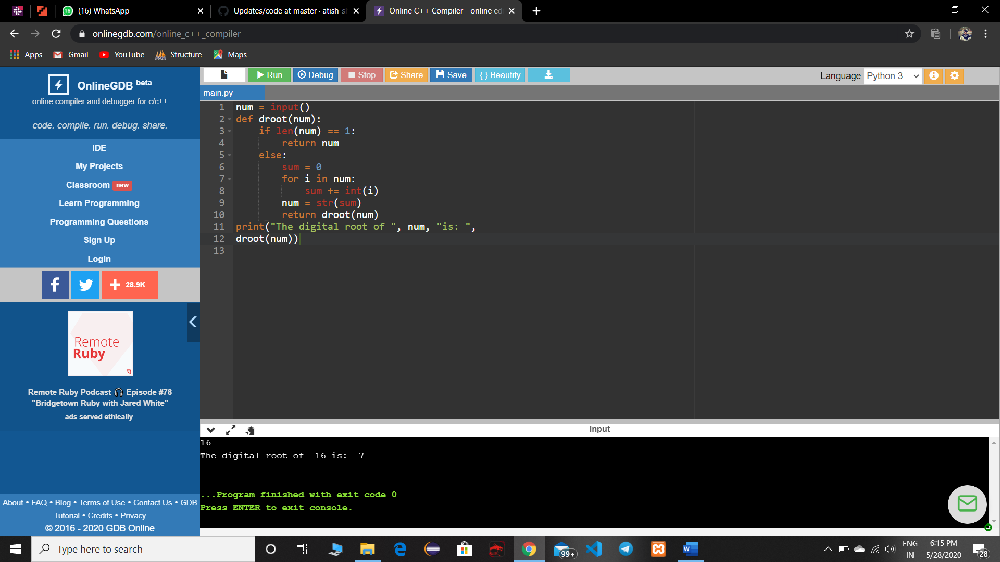 (16) WhatsApp
Updates/code at master · atish-s
Online C++ Compiler - online ed
onlinegdb.com/online_c++_compiler
Apps
Gmail
YouTube
Structure
Maps
OnlineGDB beta
online compiler and debugger for c/c++
code. compile. run. debug. share.
IDE
My Projects
Classroom new
Learn Programming
Programming Questions
Sign Up
Login
28.9K
Remote
Ruby
Remote Ruby Podcast 🎧 Episode #78
"Bridgetown Ruby with Jared White"
ads served ethically
About • FAQ • Blog • Terms of Use • Contact Us • GDB
Tutorial • Credits • Privacy
© 2016 - 2020 GDB Online
Run
Debug
Stop
Share
Save
{ } Beautify
Language Python 3
main.py
1 num = input()
2 def droot(num):
3     if len(num) == 1:
4         return num
5     else:
6         sum = 0
7         for i in num:
8             sum += int(i)
9         num = str(sum)
10         return droot(num)
11 print("The digital root of ", num, "is: ",
12 droot(num))
13
input
16
The digital root of  16 is:  7
...Program finished with exit code 0
Press ENTER to exit console.
Type here to search
99+
W
ENG
IN
6:15 PM
5/28/2020
28